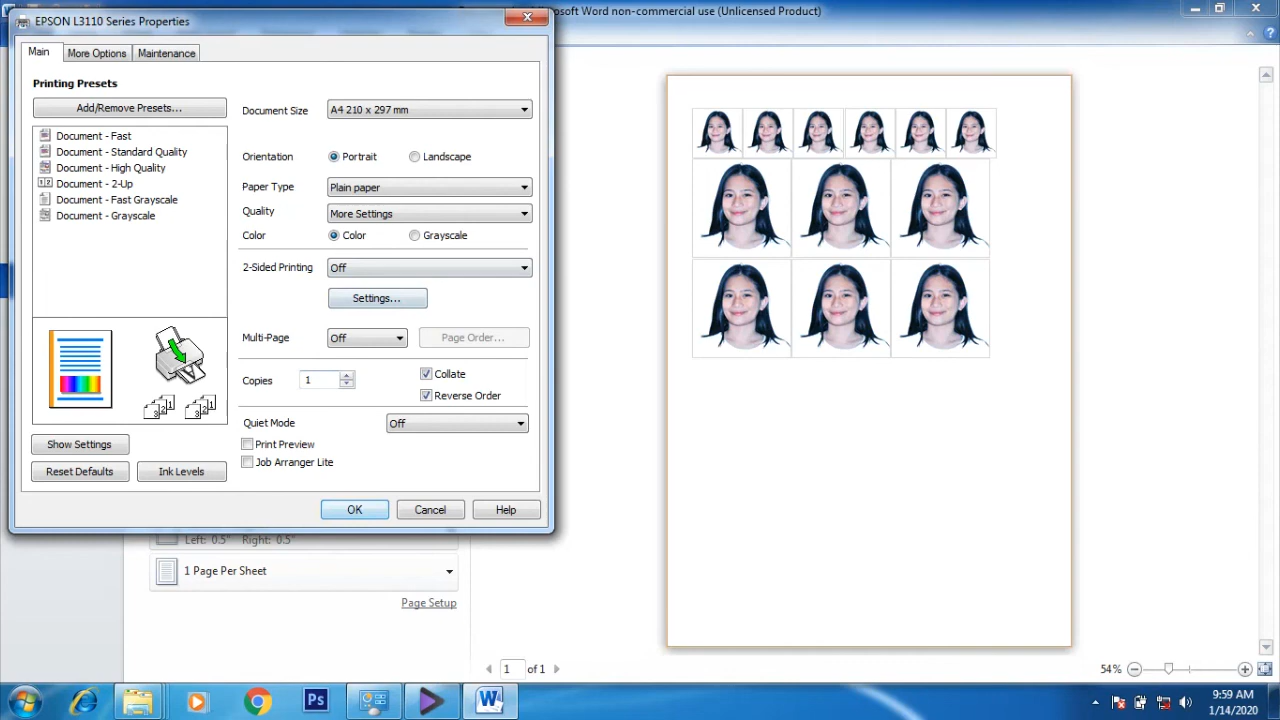 EPSON L3110 Series Properties
Microsoft Word non-commercial use (Unlicensed Product)
Main
More Options
Maintenance
Printing Presets
Add/Remove Presets...
Document - Fast
Document - Standard Quality
Document - High Quality
Document - 2-Up
Document - Fast Grayscale
Document - Grayscale
Document Size
A4 210 x 297 mm
Orientation
Portrait
Landscape
Paper Type
Plain paper
Quality
More Settings
Color
Color
Grayscale
2-Sided Printing
Off
Settings...
Multi-Page
Off
Page Order...
Copies
1
Collate
Reverse Order
Quiet Mode
Off
Print Preview
Job Arranger Lite
Show Settings
Reset Defaults
Ink Levels
OK
Cancel
Help
Left: 0.5" Right: 0.5"
1 Page Per Sheet
Page Setup
1 of 1
54%
Ps
W
9:59 AM
1/14/2020